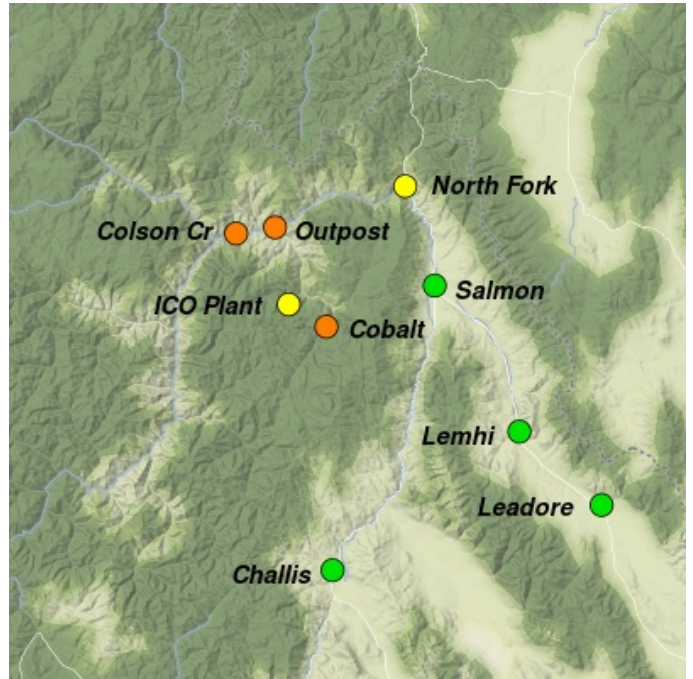 North Fork
Colson Cr
Outpost
Salmon
ICO Plant
Cobalt
Lemhi
Leadore
Challis